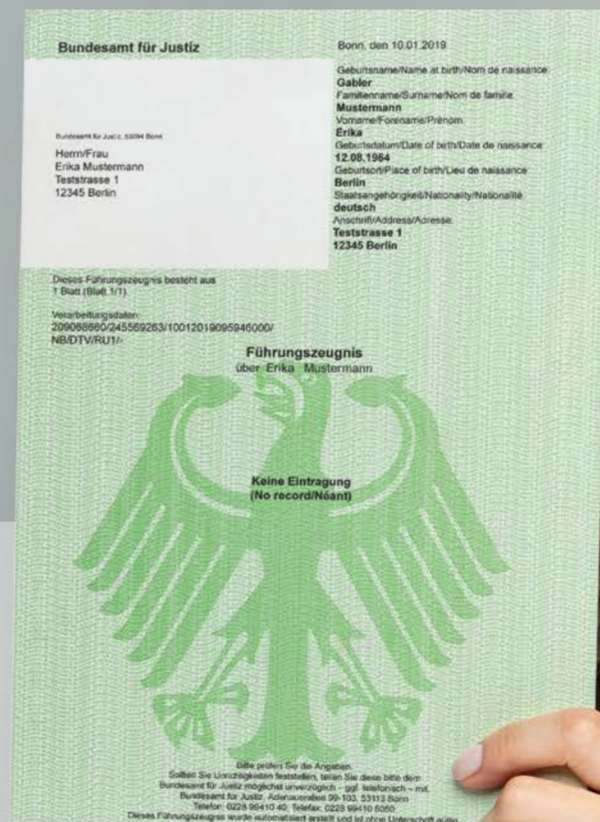 Bundesamt für Justiz
Bundesamt für Justiz, 53094 Bonn
Herrn/Frau
Erika Mustermann
Teststrasse 1
12345 Berlin
Bonn, den 10.01.2019
Geburtsname/Name at birth/Nom de naissance:
Gabler
Familienname/Surname/Nom de famille:
Mustermann
Vorname/Forename/Prénom:
Erika
Geburtsdatum/Date of birth/Date de naissance:
12.08.1964
Geburtsort/Place of birth/Lieu de naissance:
Berlin
Staatsangehörigkeit/Nationality/Nationalité:
deutsch
Anschrift/Address/Adresse:
Teststrasse 1
12345 Berlin
Dieses Führungszeugnis besteht aus
1 Blatt (Blatt 1/1).
Verarbeitungsdaten:
209068660/245569263/10012019095946000/
NB/DTV/RU1/-
Führungszeugnis
über Erika Mustermann
Keine Eintragung
(No record/Néant)
Bitte prüfen Sie die Angaben.
Sollten Sie Unrichtigkeiten feststellen, teilen Sie diese bitte dem
Bundesamt für Justiz möglichst unverzüglich - ggf. telefonisch - mit.
Bundesamt für Justiz, Adenauerallee 99-103, 53113 Bonn
Telefon: 0228 99410 40, Telefax: 0228 99410 5050
Dieses Führungszeugnis wurde automatisiert erstellt und ist ohne Unterschrift gültig.